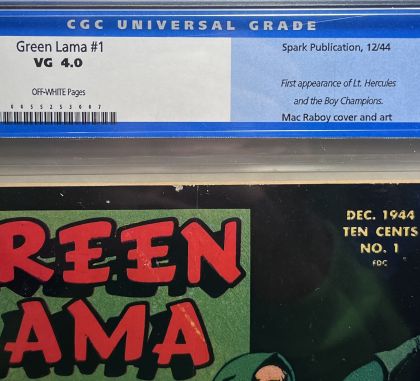 CGC UNIVERSAL GRADE
Green Lama #1
VG 4.0
OFF-WHITE Pages
Spark Publication, 12/44
First appearance of Lt. Hercules
and the Boy Champions.
Mac Raboy cover and art
REEN
AMA
DEC. 1944
TEN CENTS
NO. 1